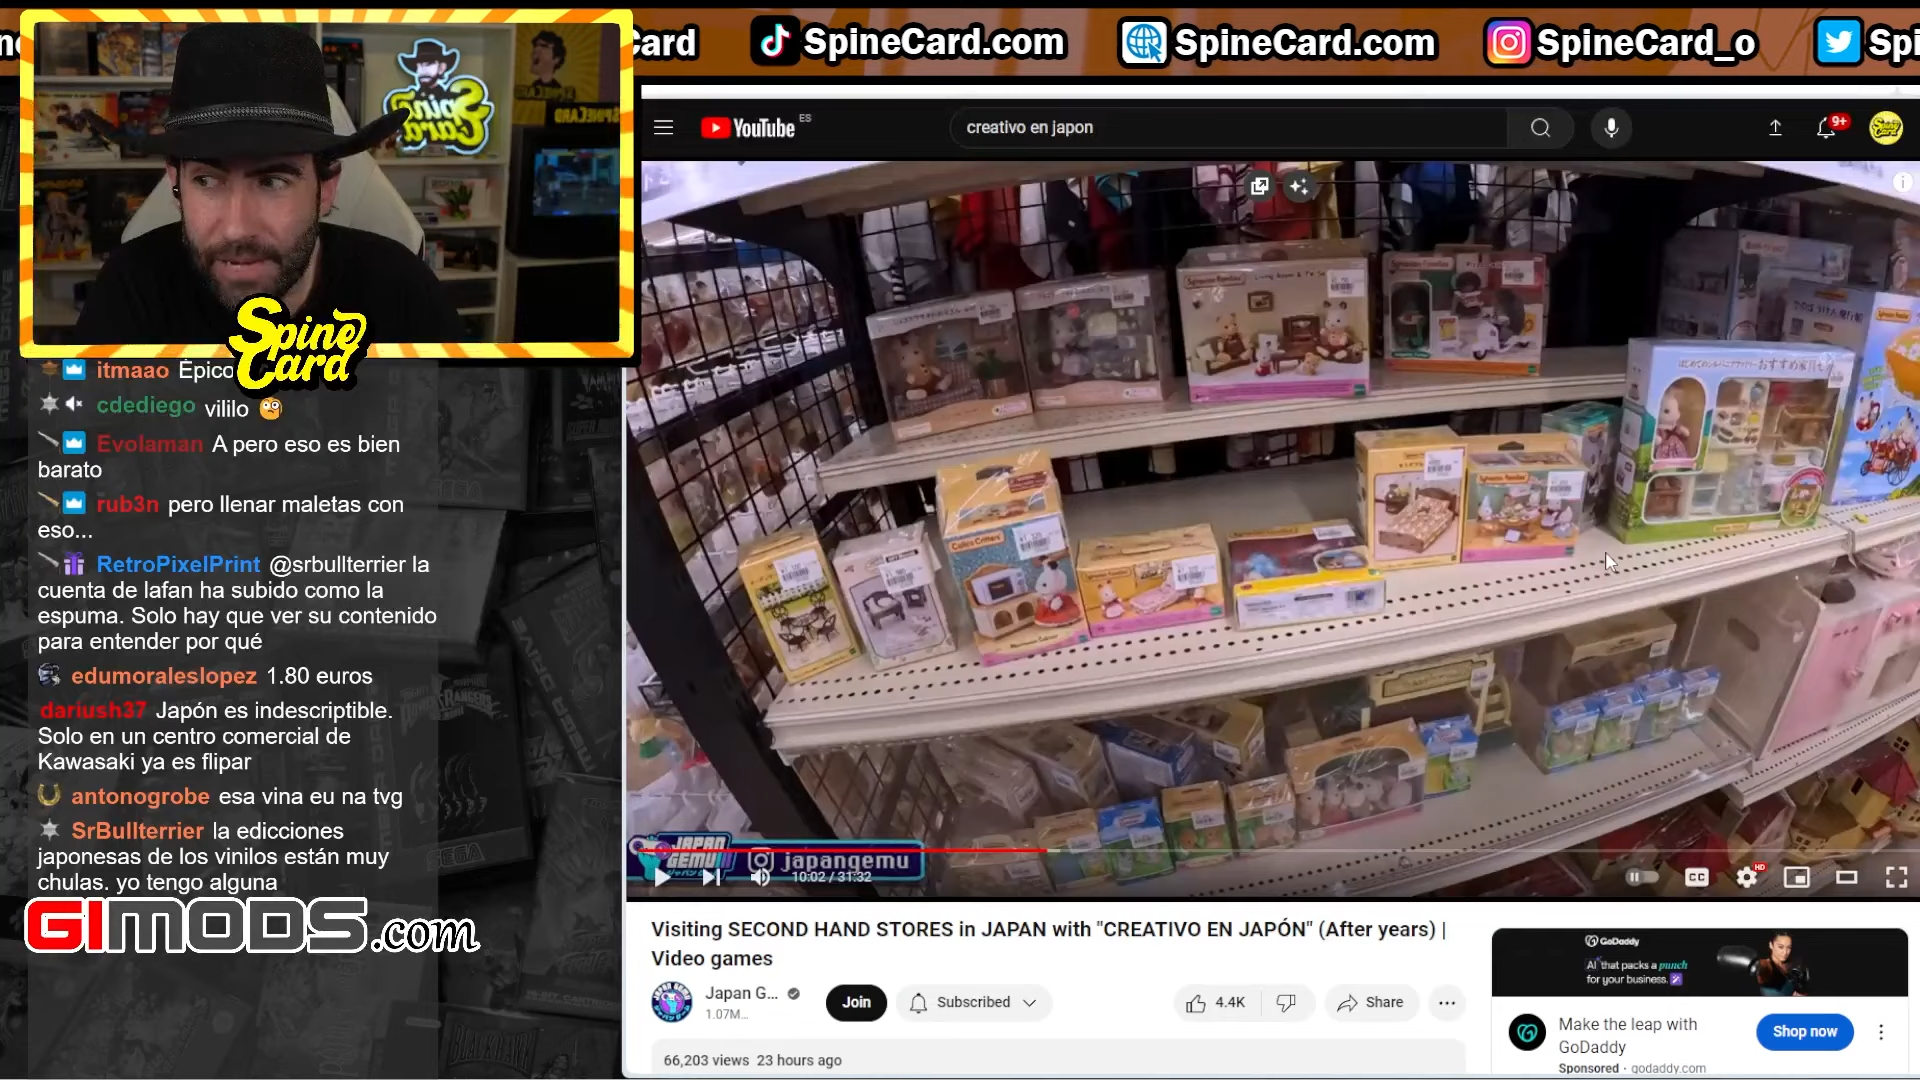 Card
SpineCard.com
SpineCard.com
SpineCard_o
Spi
Spine
Card
YouTube ES
creativo en japon
9+
itmaao Épico
cdediego vililo
Evolaman A pero eso es bien
barato
rub3n pero llenar maletas con
eso...
RetroPixelPrint @srbullterrier la
cuenta de lafan ha subido como la
espuma. Solo hay que ver su contenido
para entender por qué
edumoraleslopez 1.80 euros
dariush37 Japón es indescriptible.
Solo en un centro comercial de
Kawasaki ya es flipar
antonogrobe esa vina eu na tvg
SrBullterrier la edicciones
japonesas de los vinilos están muy
chulas. yo tengo alguna
GIMODS.com
Calico Critters
JAPAN
GEMU
japangemu
10:02 / 31:32
CC
HD
Visiting SECOND HAND STORES in JAPAN with "CREATIVO EN JAPÓN" (After years) |
Video games
Japan G...
1.07M...
Join
Subscribed
4.4K
Share
66,203 views 23 hours ago
GoDaddy
AI that packs a punch
for your business.
Make the leap with
GoDaddy
Sponsored · godaddy.com
Shop now